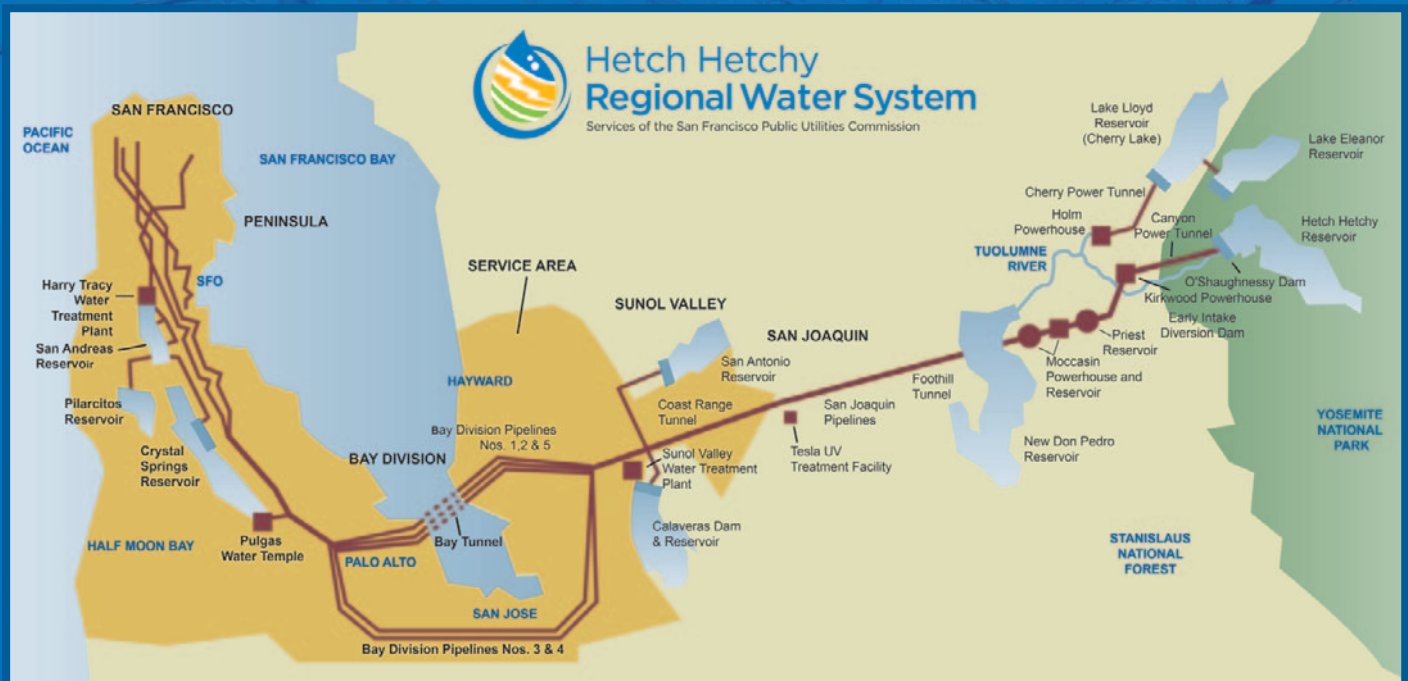 Hetch Hetchy
Regional Water System
Services of the San Francisco Public Utilities Commission
SAN FRANCISCO
PACIFIC
OCEAN
SAN FRANCISCO BAY
PENINSULA
SFO
Harry Tracy
Water
Treatment
Plant
San Andreas
Reservoir
Pilarcitos
Reservoir
Crystal
Springs
Reservoir
HALF MOON BAY
Pulgas
Water Temple
PALO ALTO
BAY DIVISION
Bay Tunnel
SAN JOSE
Bay Division Pipelines Nos. 3 & 4
Bay Division Pipelines
Nos. 1,2 & 5
HAYWARD
SERVICE AREA
SUNOL VALLEY
San Antonio
Reservoir
Coast Range
Tunnel
Sunol Valley
Water Treatment
Plant
Calaveras Dam
& Reservoir
SAN JOAQUIN
San Joaquin
Pipelines
Tesla UV
Treatment Facility
Foothill
Tunnel
New Don Pedro
Reservoir
Moccasin
Powerhouse and
Reservoir
Priest
Reservoir
Early Intake
Diversion Dam
Kirkwood Powerhouse
O'Shaughnessy Dam
TUOLUMNE
RIVER
Holm
Powerhouse
Cherry Power Tunnel
Canyon
Power Tunnel
Lake Lloyd
Reservoir
(Cherry Lake)
Lake Eleanor
Reservoir
Hetch Hetchy
Reservoir
YOSEMITE
NATIONAL
PARK
STANISLAUS
NATIONAL
FOREST